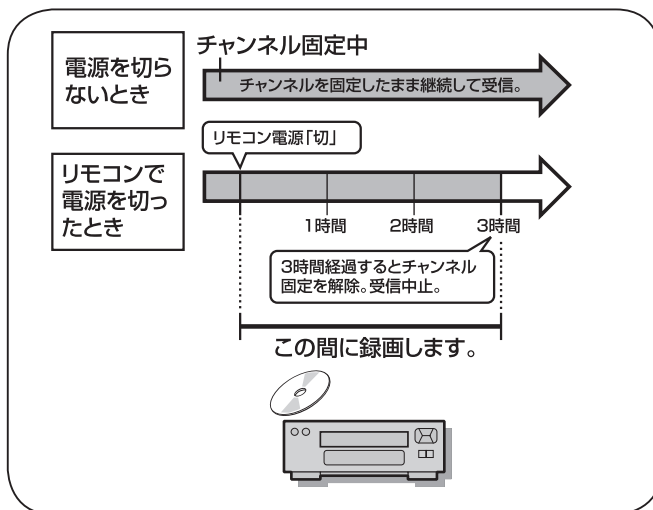 電源を切ら
ないとき
チャンネル固定中
チャンネルを固定したまま継続して受信。
リモコン電源「切」
リモコンで
電源を切っ
たとき
1時間
2時間
3時間
3時間経過するとチャンネル
固定を解除。受信中止。
この間に録画します。